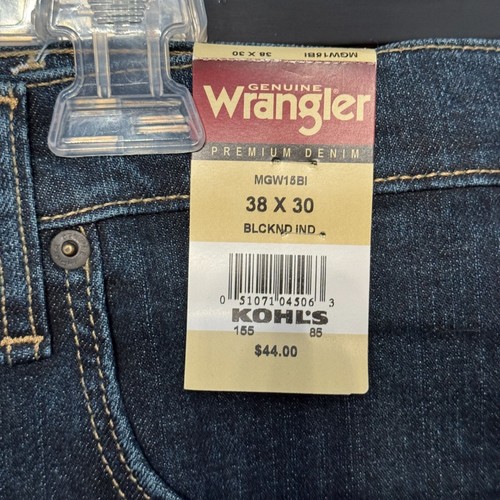 38 X 30 MGW15BI
GENUINE
Wrangler
PREMIUM DENIM
MGW15BI
38 X 30
BLCKND IND
0 51071 04506 3
KOHL'S
155 85
$44.00